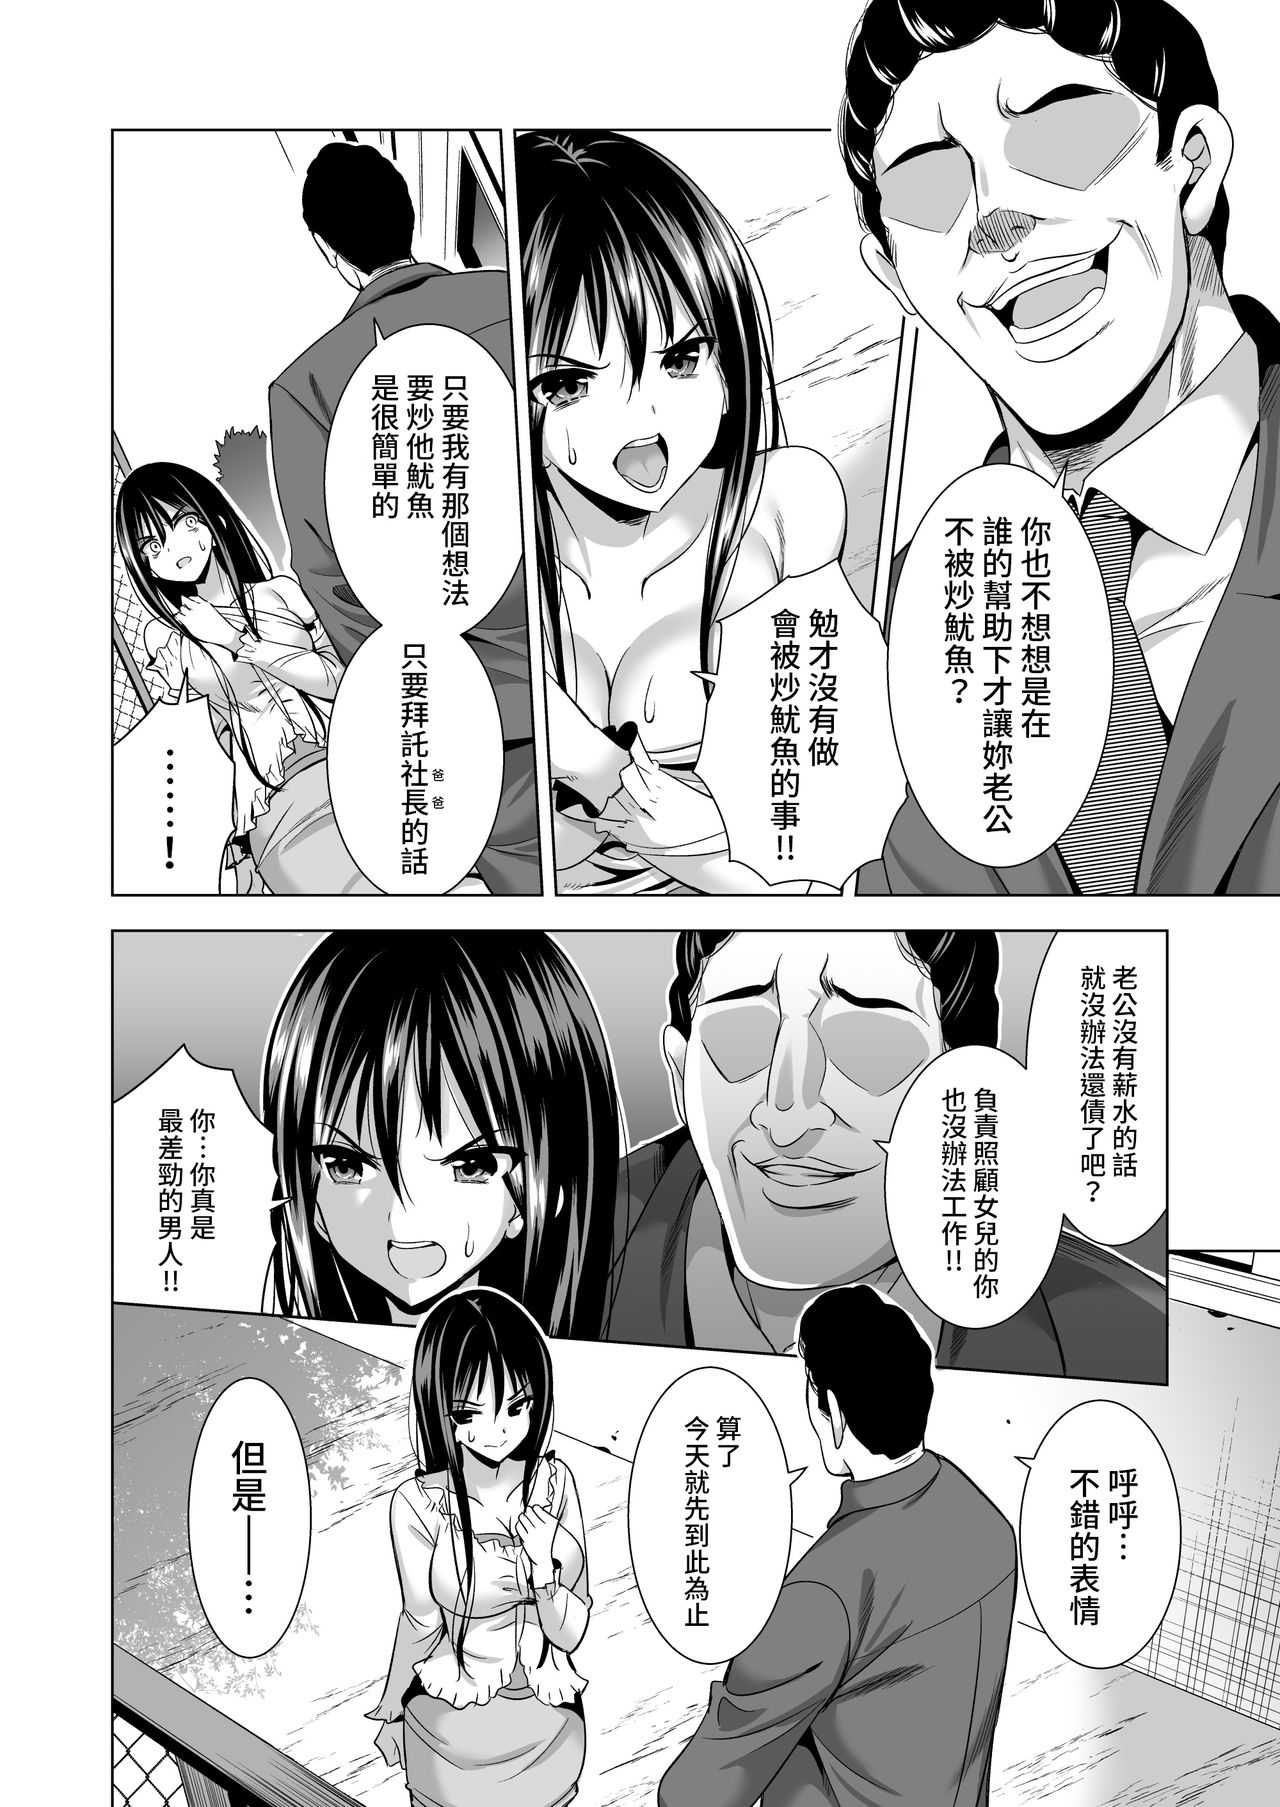 你也不想想是在
誰的幫助下才讓妳老公
不被炒魷魚？
勉才沒有做
會被炒魷魚的事!!
只要我有那個想法
要炒他魷魚
是很簡單的
只要拜託社長的話
爸爸
……！
老公沒有薪水的話
就沒辦法還債了吧？
負責照顧女兒的你
也沒辦法工作!!
你…你真是
最差勁的男人!!
呼呼…
不錯的表情
算了
今天就先到此為止
但是——…